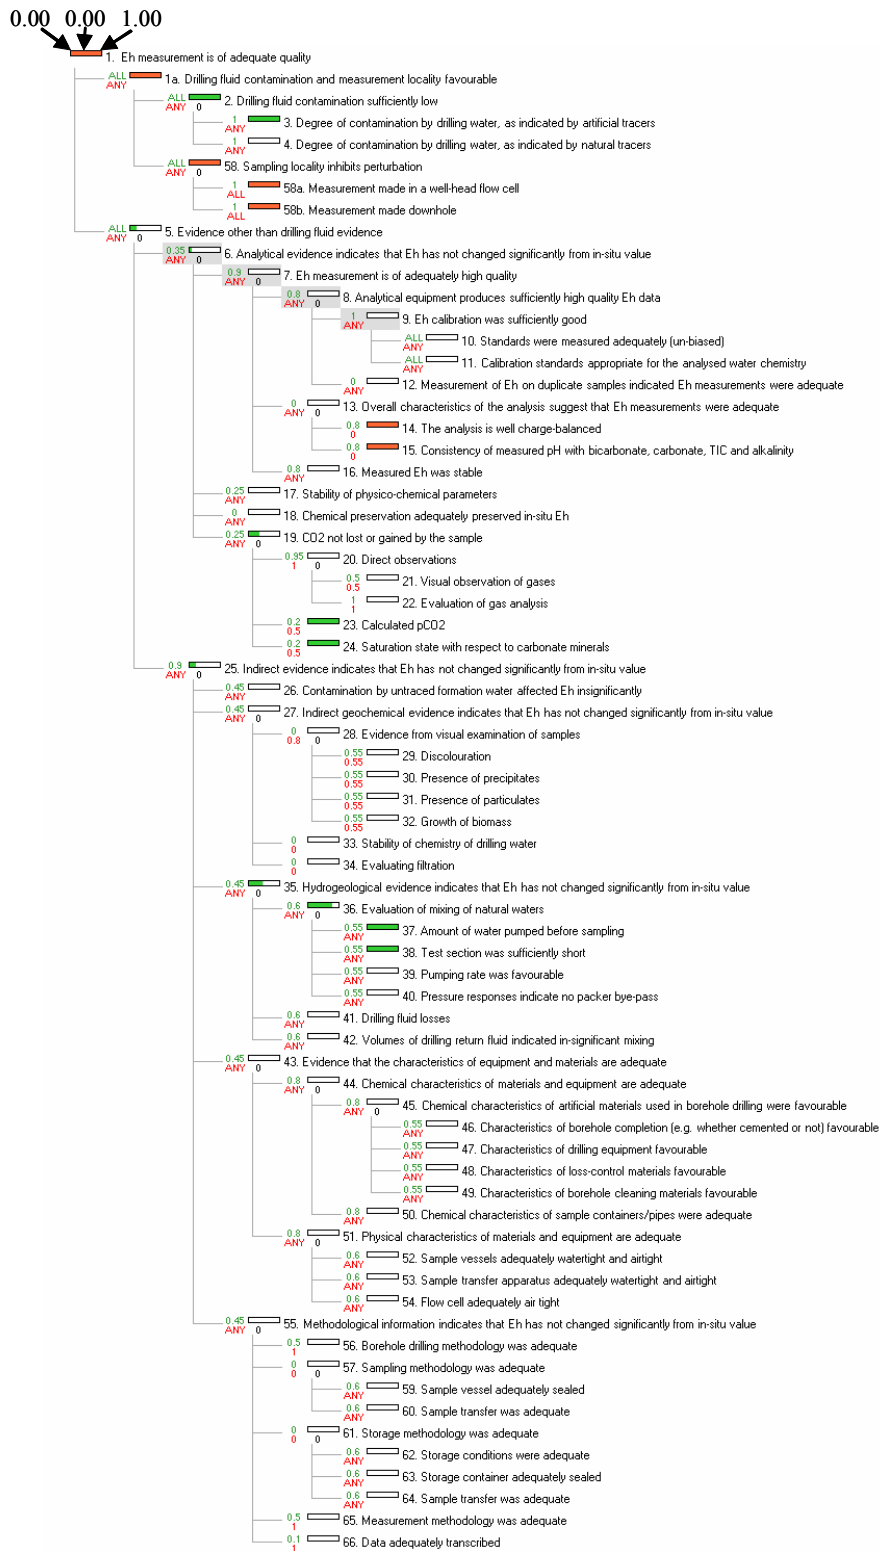 0.00 0.00 1.00
1. Eh measurement is of adequate quality
ALL ANY 1a. Drilling fluid contamination and measurement locality favourable
ALL ANY 0 2. Drilling fluid contamination sufficiently low
1 ANY 3. Degree of contamination by drilling water, as indicated by artificial tracers
1 ANY 4. Degree of contamination by drilling water, as indicated by natural tracers
ALL ANY 0 58. Sampling locality inhibits perturbation
1 ALL 58a. Measurement made in a well-head flow cell
1 ALL 58b. Measurement made downhole
ALL ANY 0 5. Evidence other than drilling fluid evidence
0.35 ANY 0 6. Analytical evidence indicates that Eh has not changed significantly from in-situ value
0.9 ANY 0 7. Eh measurement is of adequately high quality
0.8 ANY 0 8. Analytical equipment produces sufficiently high quality Eh data
1 ANY 9. Eh calibration was sufficiently good
ALL ANY 10. Standards were measured adequately (un-biased)
ALL ANY 11. Calibration standards appropriate for the analysed water chemistry
0 ANY 12. Measurement of Eh on duplicate samples indicated Eh measurements were adequate
0 ANY 0 13. Overall characteristics of the analysis suggest that Eh measurements were adequate
0.8 0 14. The analysis is well charge-balanced
0.8 0 15. Consistency of measured pH with bicarbonate, carbonate, TIC and alkalinity
0.8 ANY 16. Measured Eh was stable
0.25 ANY 17. Stability of physico-chemical parameters
0 ANY 18. Chemical preservation adequately preserved in-situ Eh
0.25 ANY 0 19. CO2 not lost or gained by the sample
0.95 1 0 20. Direct observations
0.5 0.5 21. Visual observation of gases
1 1 22. Evaluation of gas analysis
0.2 0.5 23. Calculated pCO2
0.2 0.5 24. Saturation state with respect to carbonate minerals
0.9 ANY 0 25. Indirect evidence indicates that Eh has not changed significantly from in-situ value
0.45 ANY 26. Contamination by untraced formation water affected Eh insignificantly
0.45 ANY 0 27. Indirect geochemical evidence indicates that Eh has not changed significantly from in-situ value
0 0.8 0 28. Evidence from visual examination of samples
0.55 0.55 29. Discolouration
0.55 0.55 30. Presence of precipitates
0.55 0.55 31. Presence of particulates
0.55 0.55 32. Growth of biomass
0 0 33. Stability of chemistry of drilling water
0 0 34. Evaluating filtration
0.45 ANY 0 35. Hydrogeological evidence indicates that Eh has not changed significantly from in-situ value
0.6 ANY 0 36. Evaluation of mixing of natural waters
0.55 ANY 37. Amount of water pumped before sampling
0.55 ANY 38. Test section was sufficiently short
0.55 ANY 39. Pumping rate was favourable
0.55 ANY 40. Pressure responses indicate no packer bye-pass
0.6 ANY 41. Drilling fluid losses
0.6 ANY 42. Volumes of drilling return fluid indicated in-significant mixing
0.45 ANY 0 43. Evidence that the characteristics of equipment and materials are adequate
0.8 ANY 0 44. Chemical characteristics of materials and equipment are adequate
0.8 ANY 0 45. Chemical characteristics of artificial materials used in borehole drilling were favourable
0.55 ANY 46. Characteristics of borehole completion (e.g. whether cemented or not) favourable
0.55 ANY 47. Characteristics of drilling equipment favourable
0.55 ANY 48. Characteristics of loss-control materials favourable
0.55 ANY 49. Characteristics of borehole cleaning materials favourable
0.8 ANY 50. Chemical characteristics of sample containers/pipes were adequate
0.8 ANY 0 51. Physical characteristics of materials and equipment are adequate
0.6 ANY 52. Sample vessels adequately watertight and airtight
0.6 ANY 53. Sample transfer apparatus adequately watertight and airtight
0.6 ANY 54. Flow cell adequately air tight
0.45 ANY 0 55. Methodological information indicates that Eh has not changed significantly from in-situ value
0.5 1 56. Borehole drilling methodology was adequate
0 0 0 57. Sampling methodology was adequate
0.6 ANY 59. Sample vessel adequately sealed
0.6 ANY 60. Sample transfer was adequate
0 0 0 61. Storage methodology was adequate
0.6 ANY 62. Storage conditions were adequate
0.6 ANY 63. Storage container adequately sealed
0.6 ANY 64. Sample transfer was adequate
0.5 1 65. Measurement methodology was adequate
0.1 1 66. Data adequately transcribed